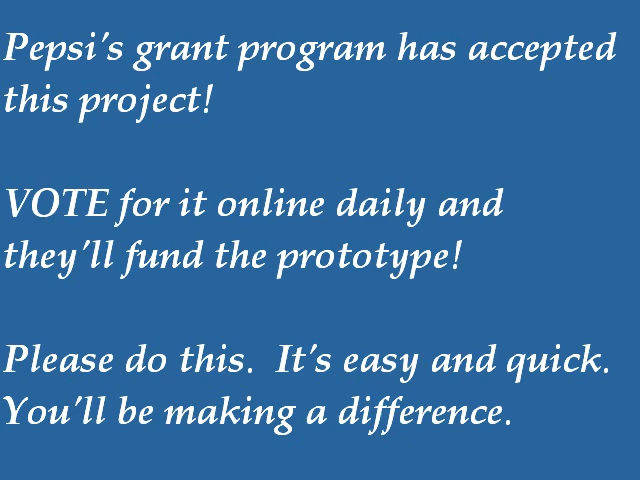 Pepsi's grant program has accepted
this project!
VOTE for it online daily and
they'll fund the prototype!
Please do this.  It's easy and quick.
You'll be making a difference.